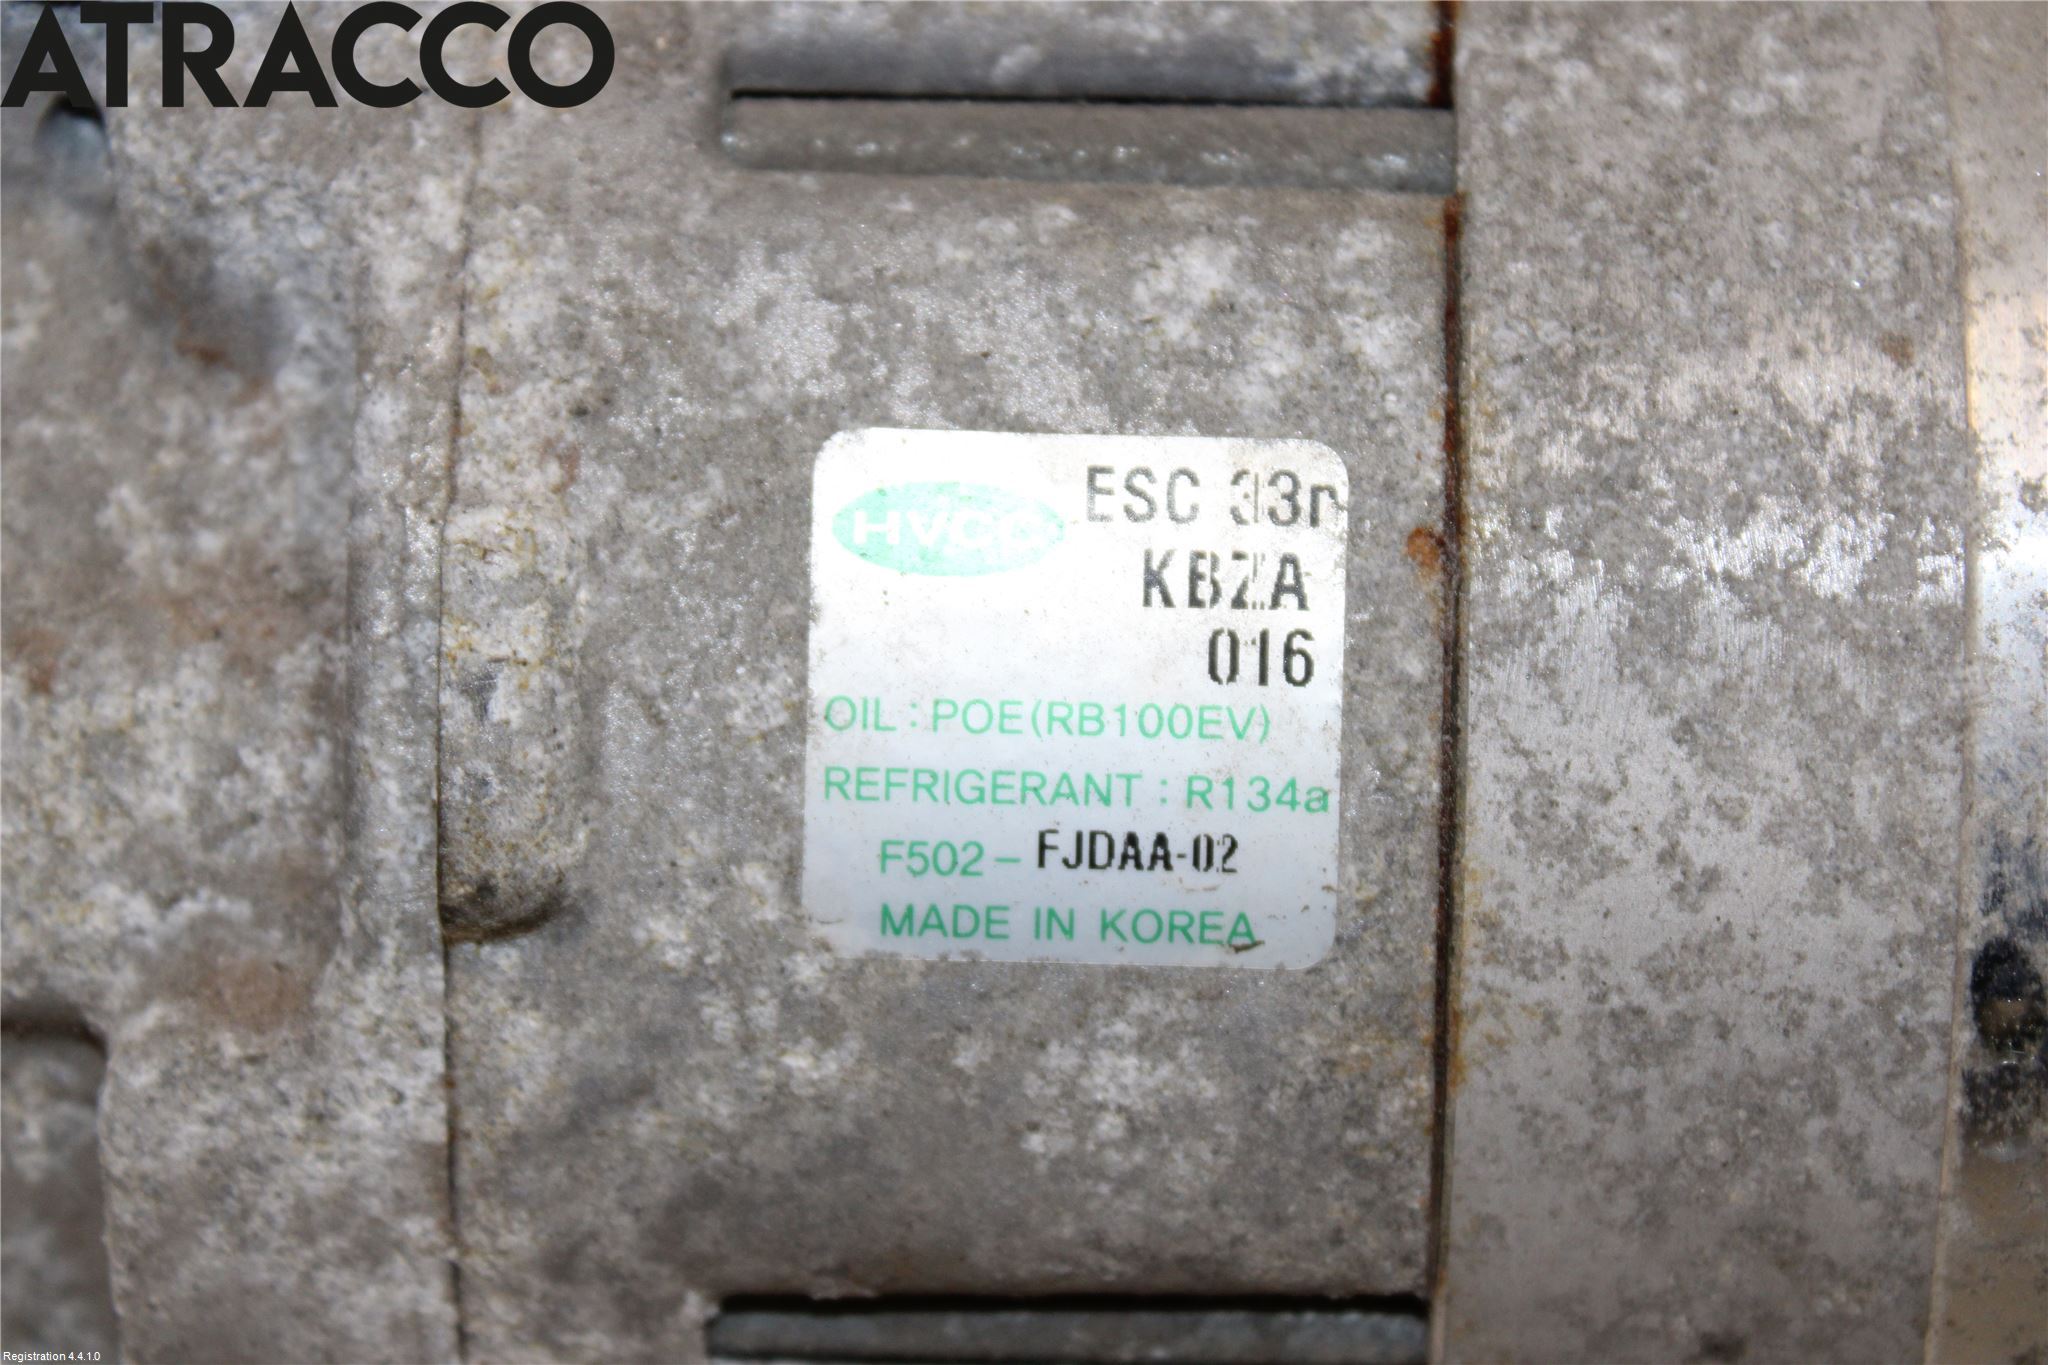 ATRACCO
HVCC
ESC 33r
KBZA
016
OIL : POE(RB100EV)
REFRIGERANT : R134a
F502- FJDAA-02
MADE IN KOREA
Registration 4.4.1.0